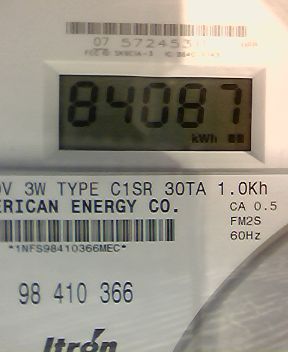 84087
kWh
V 3W TYPE C1SR 30TA 1.0Kh
ERICAN ENERGY CO.
CA 0.5
FM2S
60Hz
*1NFS98410366MEC*
98 410 366
Itrón